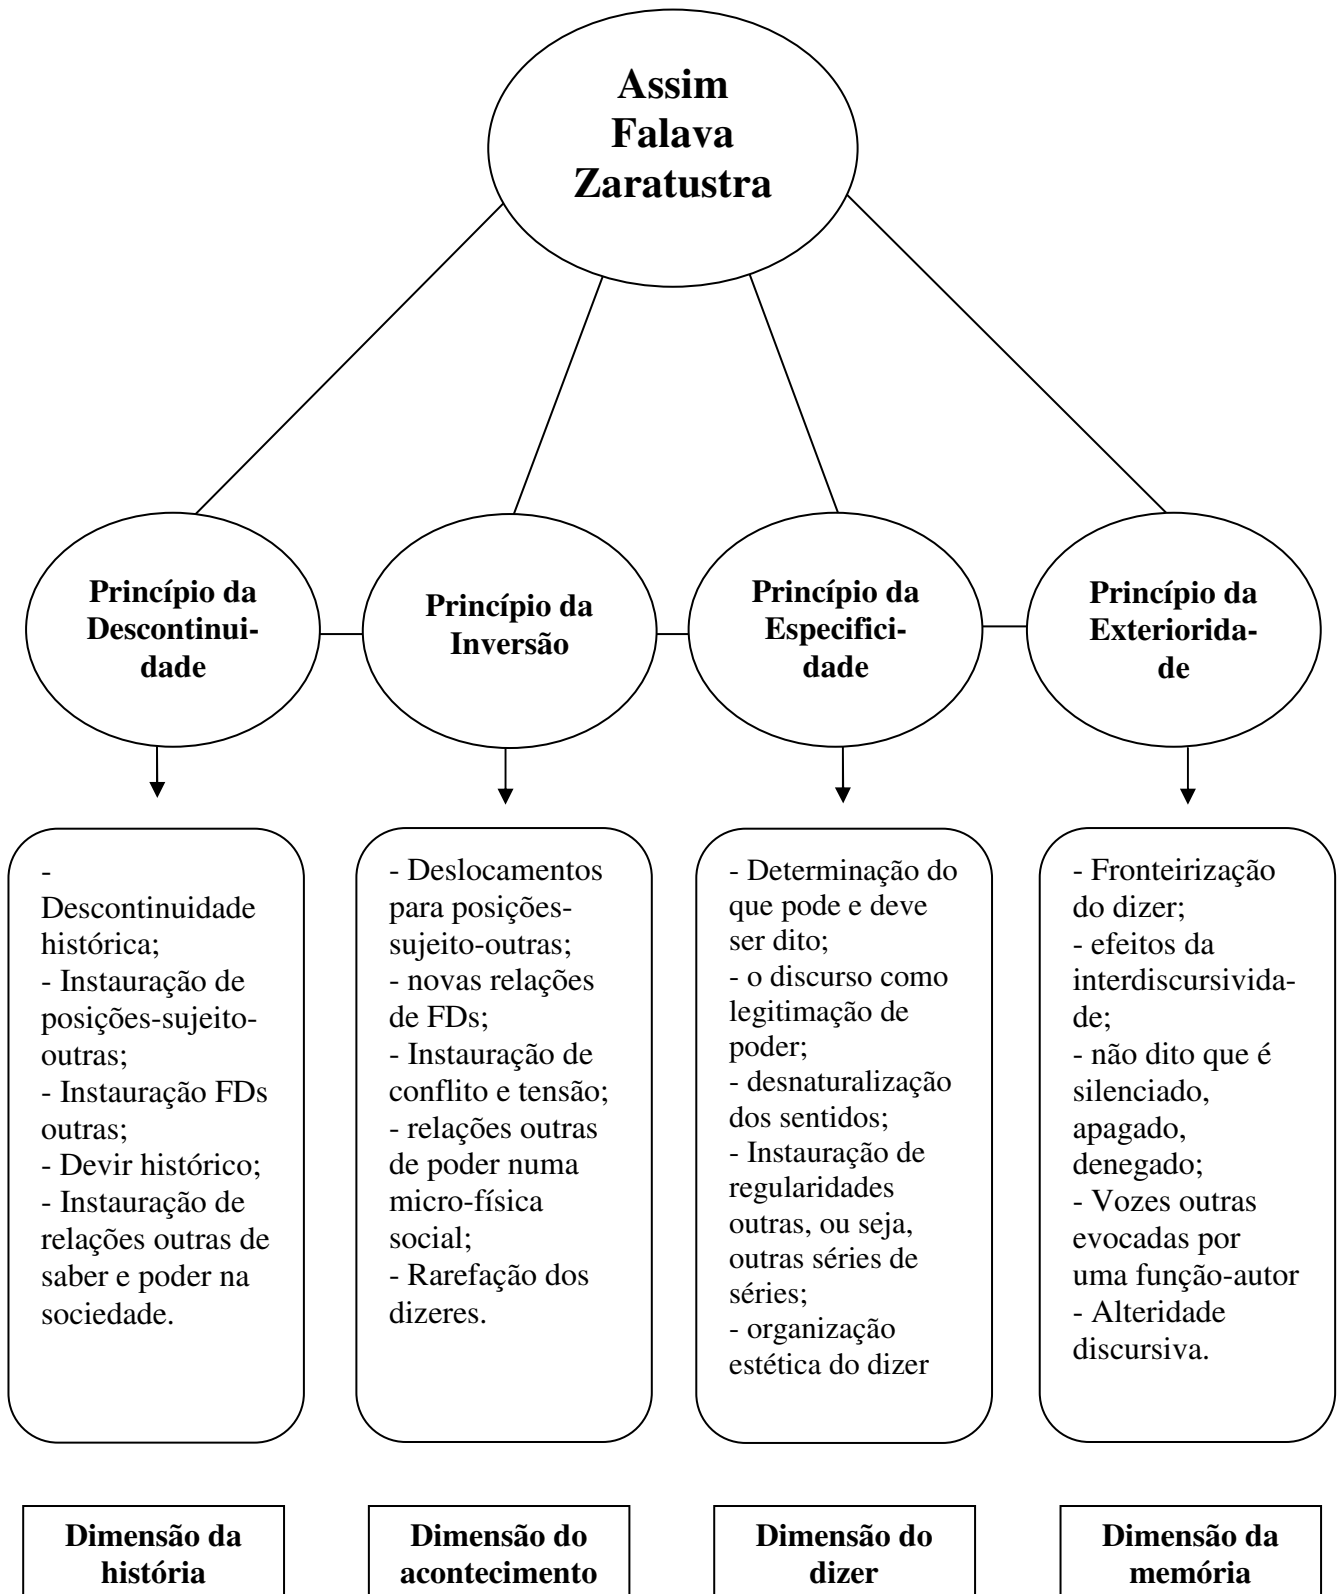 Assim
Falava
Zaratustra
Princípio da
Descontinui-
dade
Princípio da
Inversão
Princípio da
Especifici-
dade
Princípio da
Exteriorida-
de
-
Descontinuidade
histórica;
- Instauração de
posições-sujeito-
outras;
- Instauração FDs
outras;
- Devir histórico;
- Instauração de
relações outras de
saber e poder na
sociedade.
- Deslocamentos
para posições-
sujeito-outras;
- novas relações
de FDs;
- Instauração de
conflito e tensão;
- relações outras
de poder numa
micro-física
social;
- Rarefação dos
dizeres.
- Determinação do
que pode e deve
ser dito;
- o discurso como
legitimação de
poder;
- desnaturalização
dos sentidos;
- Instauração de
regularidades
outras, ou seja,
outras séries de
séries;
- organização
estética do dizer
- Fronteirização
do dizer;
- efeitos da
interdiscursivida-
de;
- não dito que é
silenciado,
apagado,
denegado;
- Vozes outras
evocadas por
uma função-autor
- Alteridade
discursiva.
Dimensão da
história
Dimensão do
acontecimento
Dimensão do
dizer
Dimensão da
memória